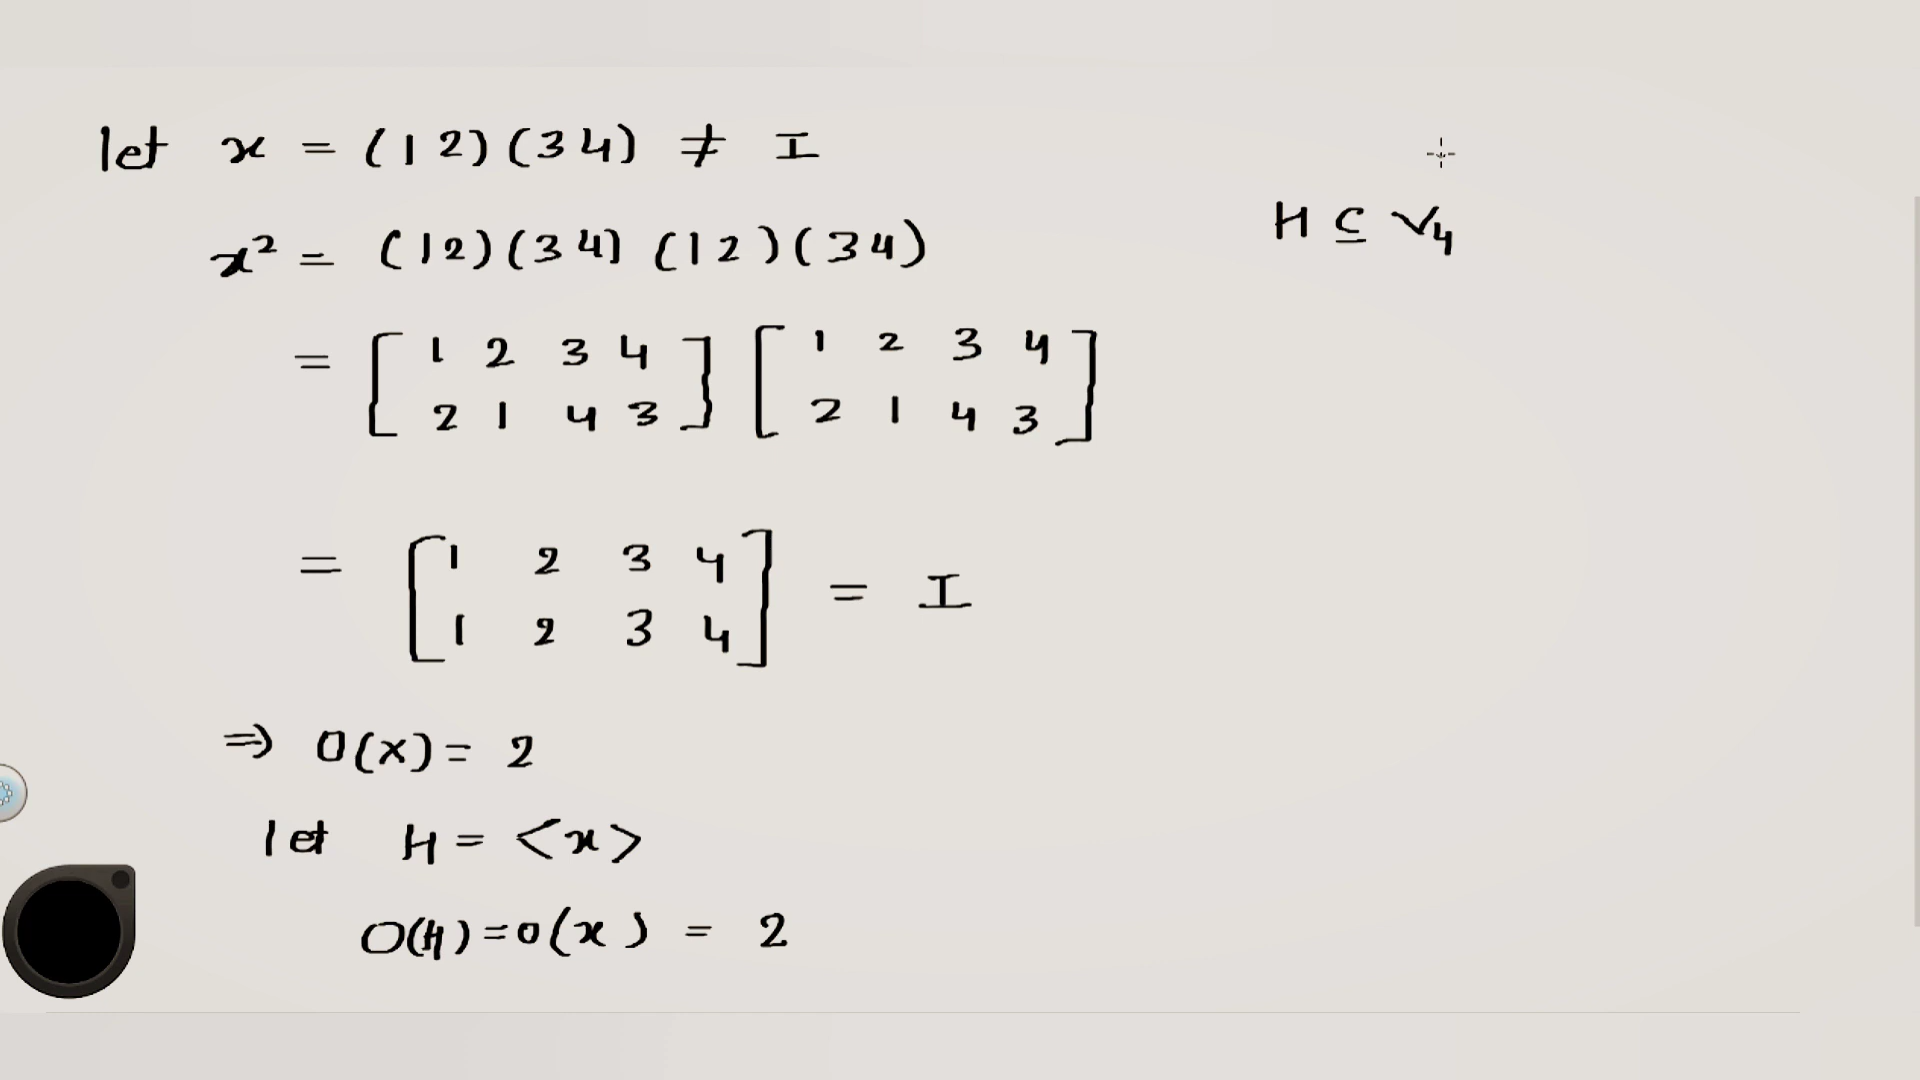 let x = (1 2)(3 4) ≠ I
H ⊆ V4
x² = (1 2)(3 4)(1 2)(3 4)
= [1 2 3 4] [1 2 3 4]
[2 1 4 3] [2 1 4 3]
= [1 2 3 4] = I
[1 2 3 4]
⇒ O(x) = 2
let H = <x>
O(H) = O(x) = 2